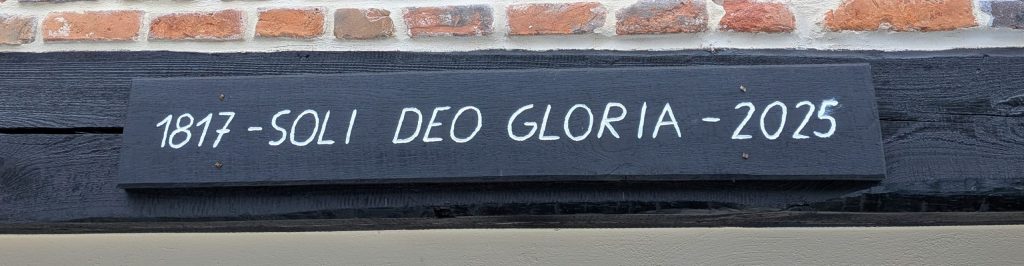 1817 - SOLI DEO GLORIA - 2025